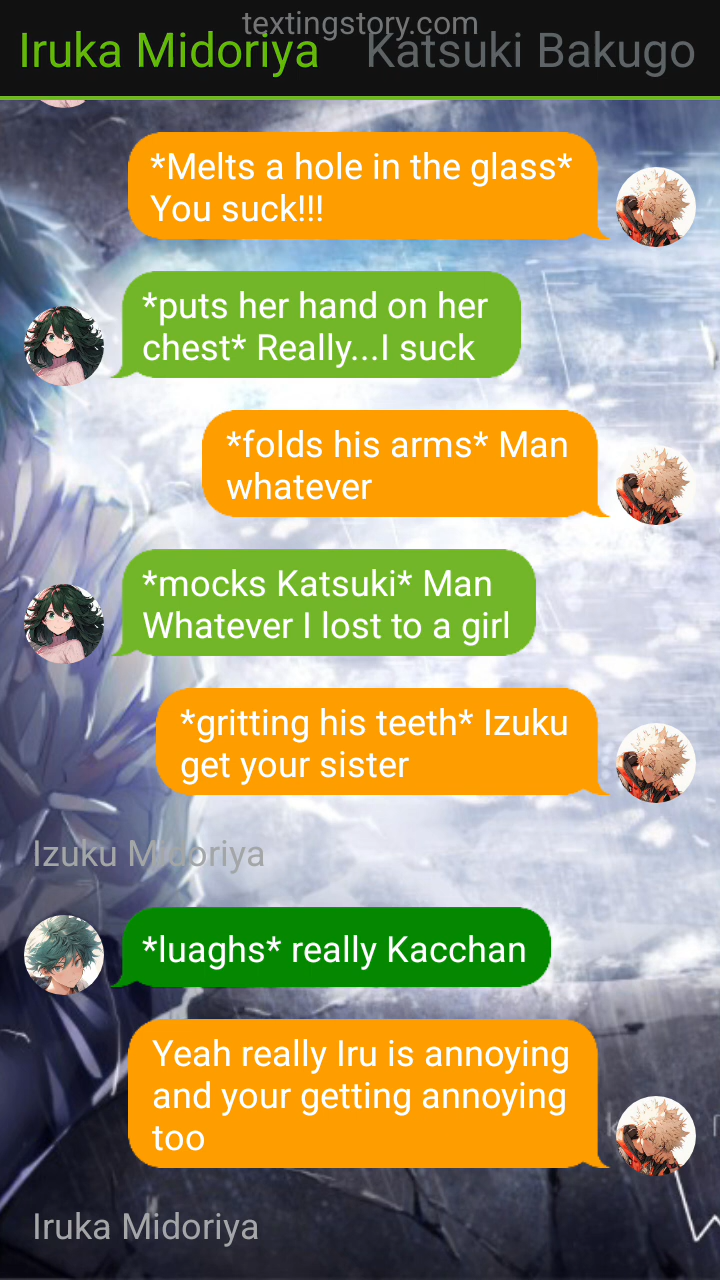 textingstory.com
Iruka Midoriya Katsuki Bakugo
*Melts a hole in the glass*
You suck!!!
*puts her hand on her
chest* Really...I suck
*folds his arms* Man
whatever
*mocks Katsuki* Man
Whatever I lost to a girl
*gritting his teeth* Izuku
get your sister
Izuku Midoriya
*luaghs* really Kacchan
Yeah really Iru is annoying
and your getting annoying
too
Iruka Midoriya